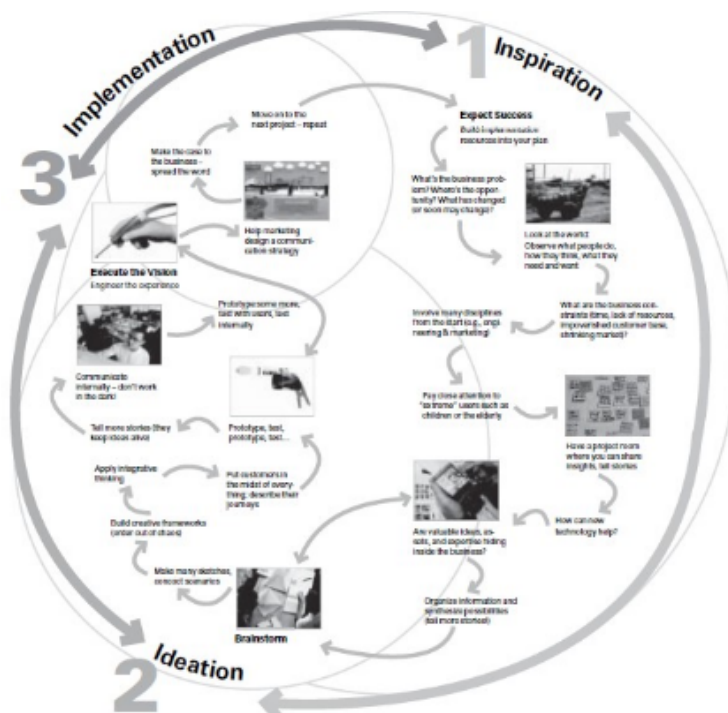 1
Inspiration
Expect Success
Build implementation
resources into your plan
What's the business prob-
lem? Where's the oppor-
tunity? What has changed
(or soon may change)?
Look at the world:
Observe what people do,
how they think, what they
need and want
What are the business con-
straints (time, lack of resources,
impoverished customer base,
shrinking market)?
Involve many disciplines
from the start (e.g., engi-
neering & marketing)
Pay close attention to
"extreme" users such as
children or the elderly
Have a project room
where you can share
insights, tell stories
How can new
technology help?
Are valuable ideas, as-
sets, and expertise hiding
inside the business?
Organize information and
synthesize possibilities
(tell more stories!)
2
Ideation
Brainstorm
Make many sketches,
concoct scenarios
Build creative frameworks
(order out of chaos)
Apply integrative
thinking
Put customers in
the midst of every-
thing; describe their
journeys
Prototype, test,
prototype, test...
Tell more stories (they
keep ideas alive)
Communicate
internally – don't work
in the dark!
Prototype some more,
test with users, test
internally
3
Implementation
Execute the Vision
Engineer the experience
Help marketing
design a communi-
cation strategy
Make the case to
the business –
spread the word
Move on to the
next project – repeat